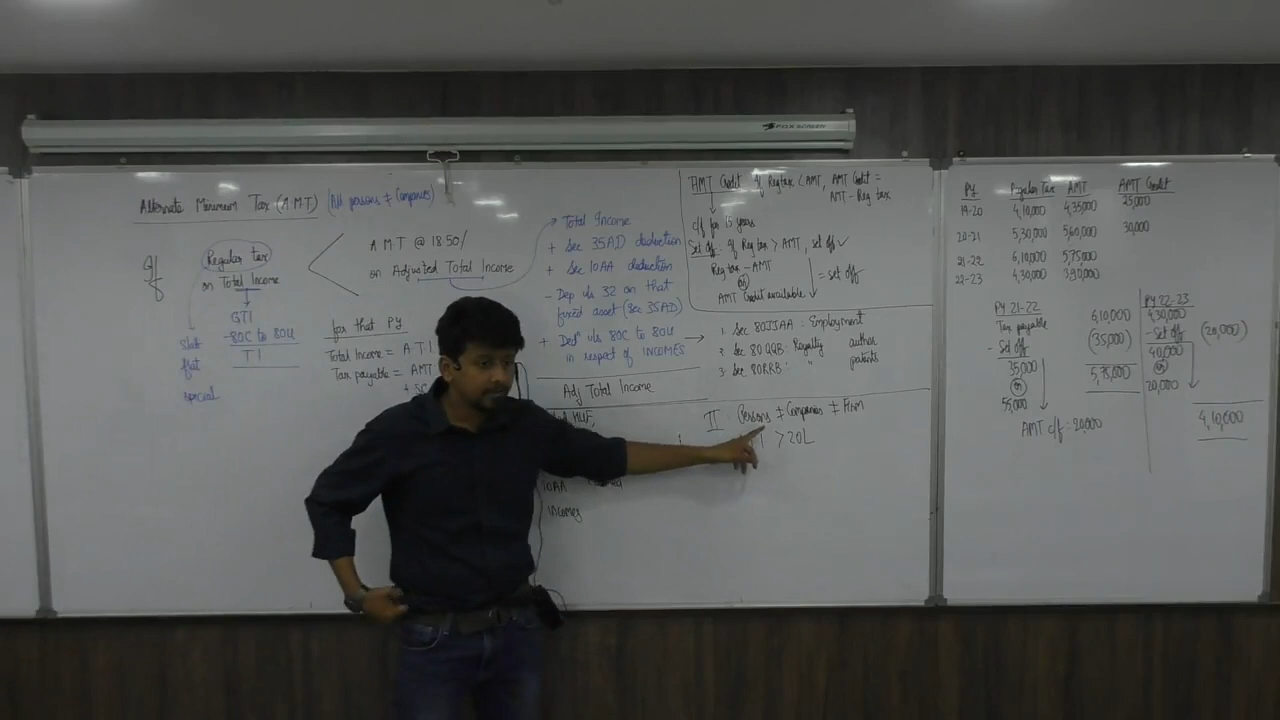 FOX SCREEN
Alternate Minimum Tax (A.M.T) (All persons ≠ Companies)
If
Regular tax
on Total Income
GTI
- 80C to 80U
T I
slab
flat
special
A M T @ 18.50%
on Adjusted Total Income
for that PY
Total Income = A T I
Tax payable = AMT
Total Income
+ Sec 35AD deduction
+ Sec 10AA deduction
- Dep u/s 32 on that
fixed asset (Sec 35AD)
+ Dedn u/s 80C to 80U
in respect of INCOMES
Adj Total Income
1. Sec 80JJAA : Employment
2. Sec 80QQB : Royalty author
3. Sec 80RRB : " patents
AMT Credit If Reg tax < AMT, AMT Credit =
AMT - Reg tax
c/f for 15 years
Set off : If Reg tax > AMT, set off ✓
Reg tax - AMT
(or)
AMT Credit available
= set off
HUF,
10AA
incomes
II Persons ≠ Companies ≠ Firm
> 20L
PY Regular Tax AMT AMT Credit
19-20 4,10,000 4,35,000 25,000
20-21 5,30,000 5,60,000 30,000
21-22 6,10,000 5,75,000
22-23 4,30,000 3,90,000
PY 21-22
Tax payable 6,10,000
- Set off (35,000)
35,000
(or)
55,000
5,75,000
AMT c/f = 20,000
PY 22-23
4,30,000
- Set off (20,000)
40,000
(or)
20,000
4,10,000